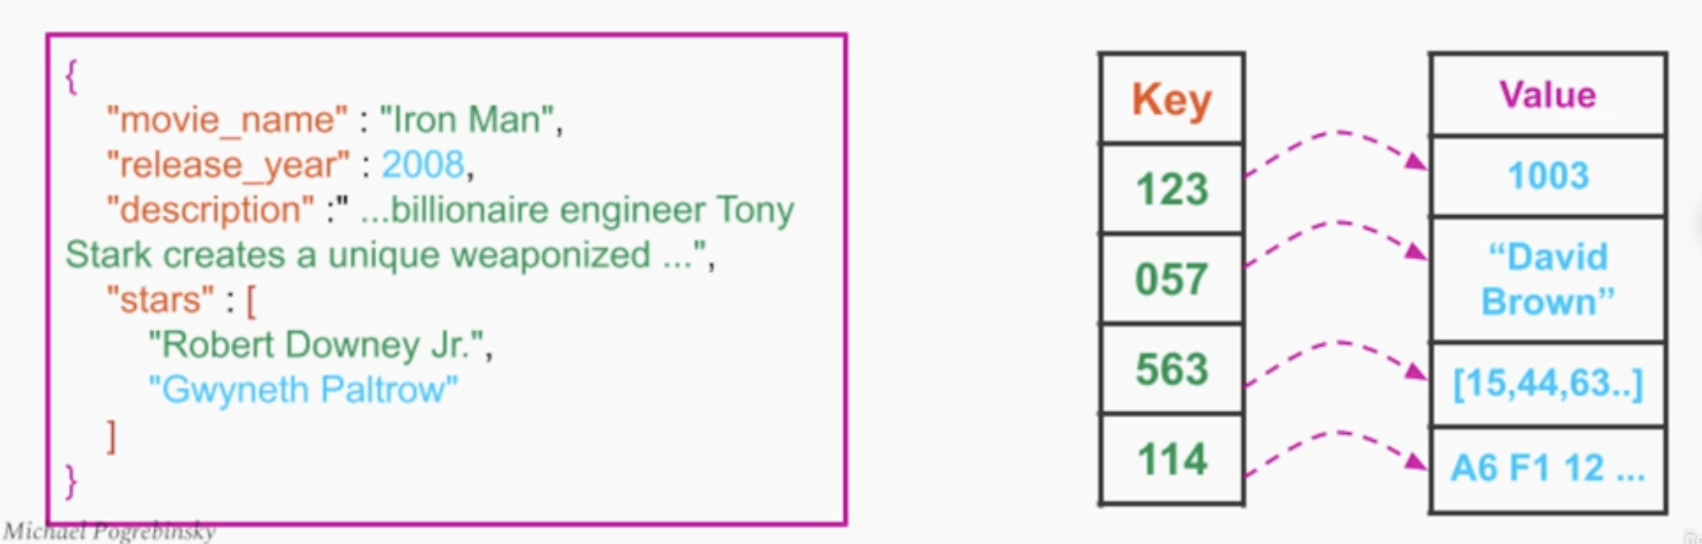 {
"movie_name" : "Iron Man",
"release_year" : 2008,
"description" :" ...billionaire engineer Tony
Stark creates a unique weaponized ...",
"stars" : [
"Robert Downey Jr.",
"Gwyneth Paltrow"
]
}
Michael Pogrebinsky
Key
123
057
563
114
Value
1003
“David
Brown”
[15,44,63..]
A6 F1 12 ...